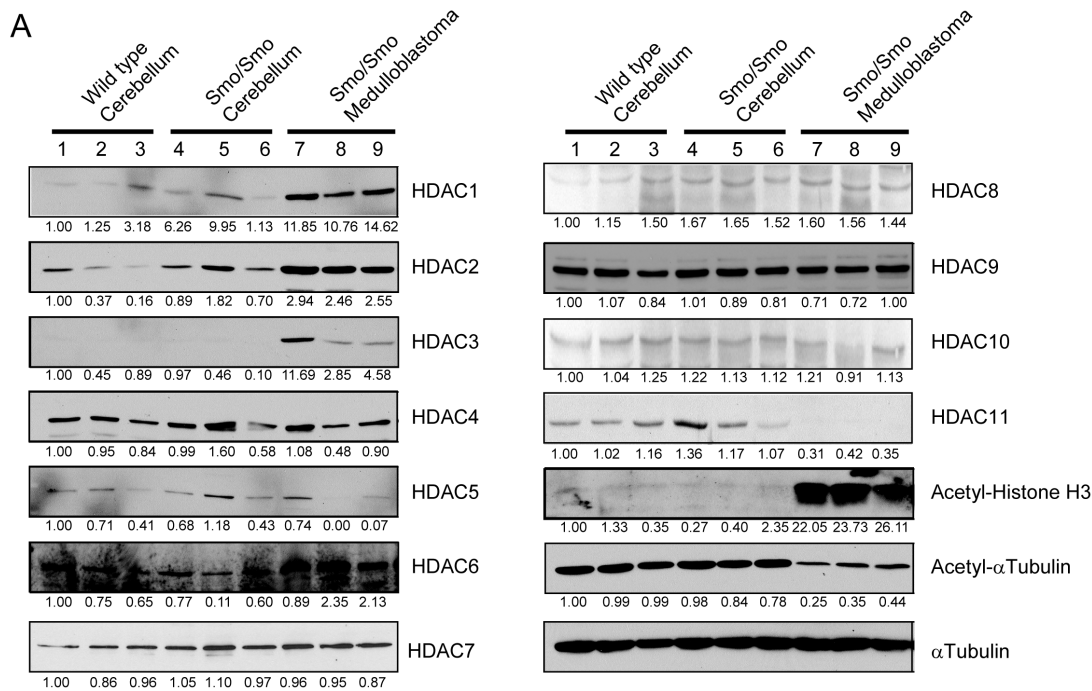 A
Wild type
Cerebellum
Smo/Smo
Cerebellum
Smo/Smo
Medulloblastoma
1 2 3 4 5 6 7 8 9
HDAC1
1.00 1.25 3.18 6.26 9.95 1.13 11.85 10.76 14.62
HDAC2
1.00 0.37 0.16 0.89 1.82 0.70 2.94 2.46 2.55
HDAC3
1.00 0.45 0.89 0.97 0.46 0.10 11.69 2.85 4.58
HDAC4
1.00 0.95 0.84 0.99 1.60 0.58 1.08 0.48 0.90
HDAC5
1.00 0.71 0.41 0.68 1.18 0.43 0.74 0.00 0.07
HDAC6
1.00 0.75 0.65 0.77 0.11 0.60 0.89 2.35 2.13
HDAC7
1.00 0.86 0.96 1.05 1.10 0.97 0.96 0.95 0.87
Wild type
Cerebellum
Smo/Smo
Cerebellum
Smo/Smo
Medulloblastoma
1 2 3 4 5 6 7 8 9
HDAC8
1.00 1.15 1.50 1.67 1.65 1.52 1.60 1.56 1.44
HDAC9
1.00 1.07 0.84 1.01 0.89 0.81 0.71 0.72 1.00
HDAC10
1.00 1.04 1.25 1.22 1.13 1.12 1.21 0.91 1.13
HDAC11
1.00 1.02 1.16 1.36 1.17 1.07 0.31 0.42 0.35
Acetyl-Histone H3
1.00 1.33 0.35 0.27 0.40 2.35 22.05 23.73 26.11
Acetyl-αTubulin
1.00 0.99 0.99 0.98 0.84 0.78 0.25 0.35 0.44
αTubulin